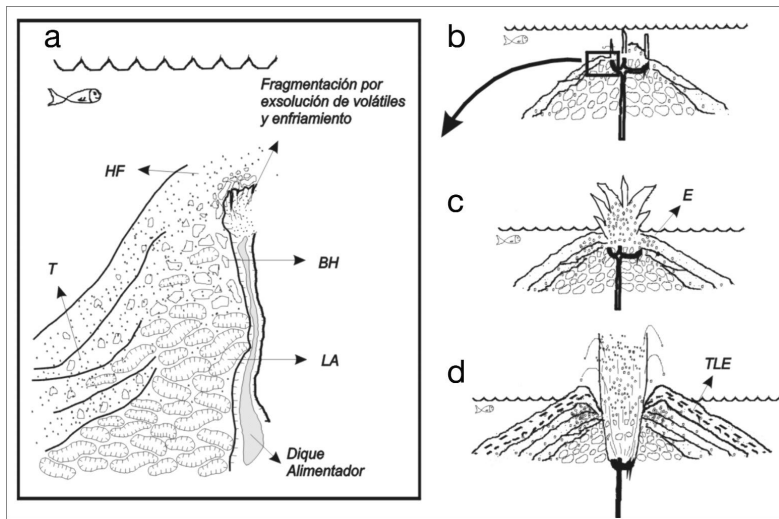 a
Fragmentación por
exsolución de volátiles
y enfriamiento
HF
T
BH
LA
Dique
Alimentador
b
c
E
d
TLE